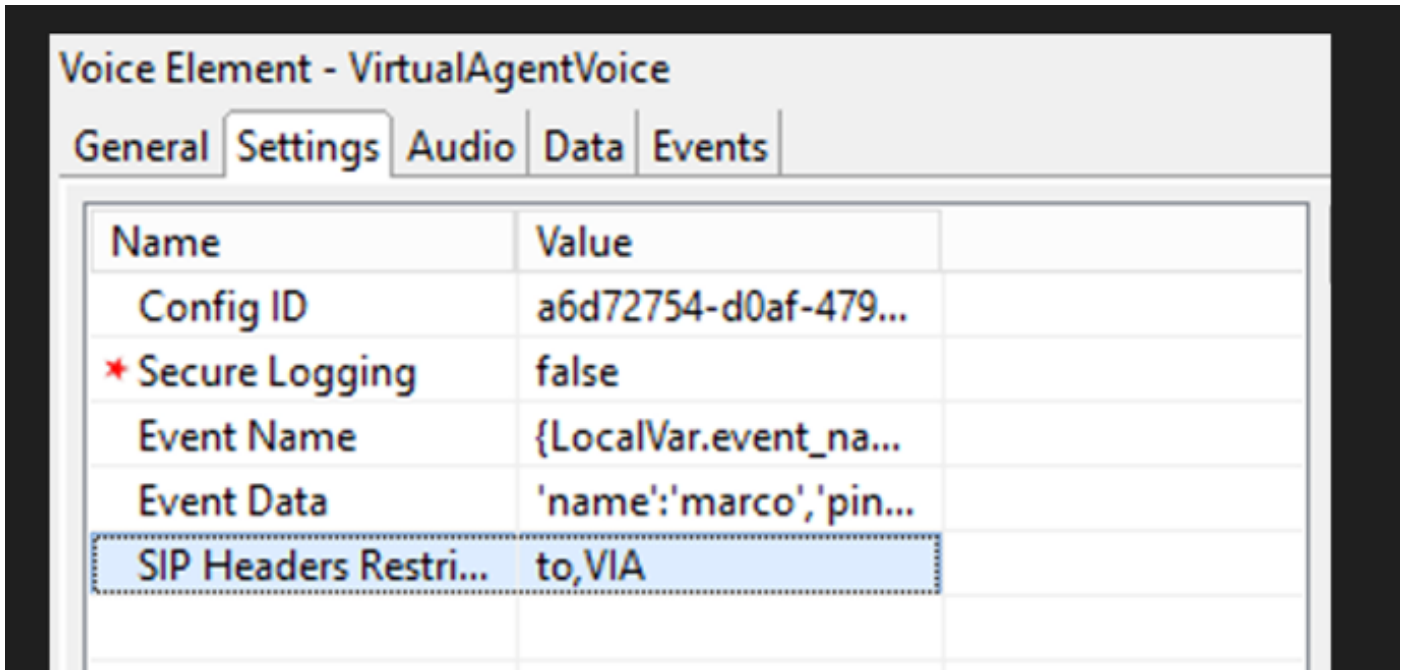 Voice Element - VirtualAgentVoice
General Settings Audio Data Events
Name Value
Config ID a6d72754-d0af-479...
* Secure Logging false
Event Name {LocalVar.event_na...
Event Data 'name':'marco','pin...
SIP Headers Restri... to,VIA